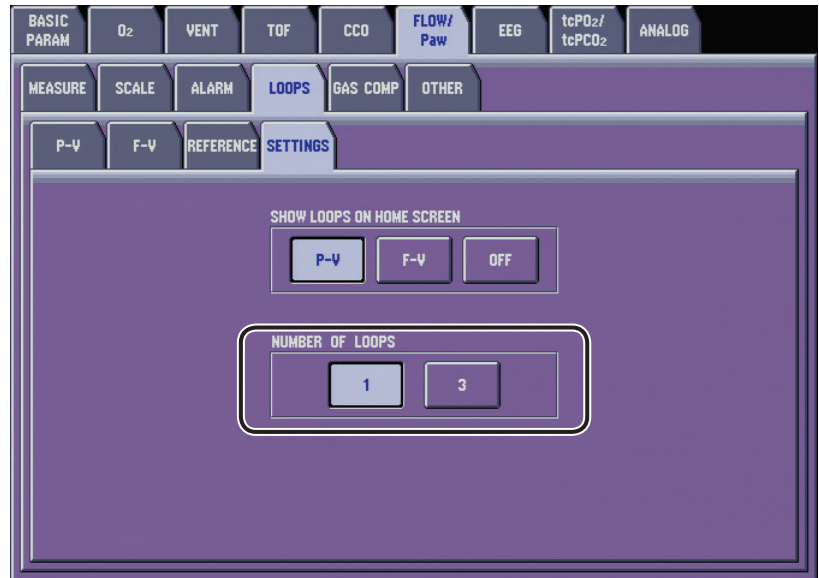 BASIC PARAM O2 VENT TOF CCO FLOW/ Paw EEG tcPO2/ tcPCO2 ANALOG
MEASURE SCALE ALARM LOOPS GAS COMP OTHER
P-V F-V REFERENCE SETTINGS
SHOW LOOPS ON HOME SCREEN
P-V F-V OFF
NUMBER OF LOOPS
1 3